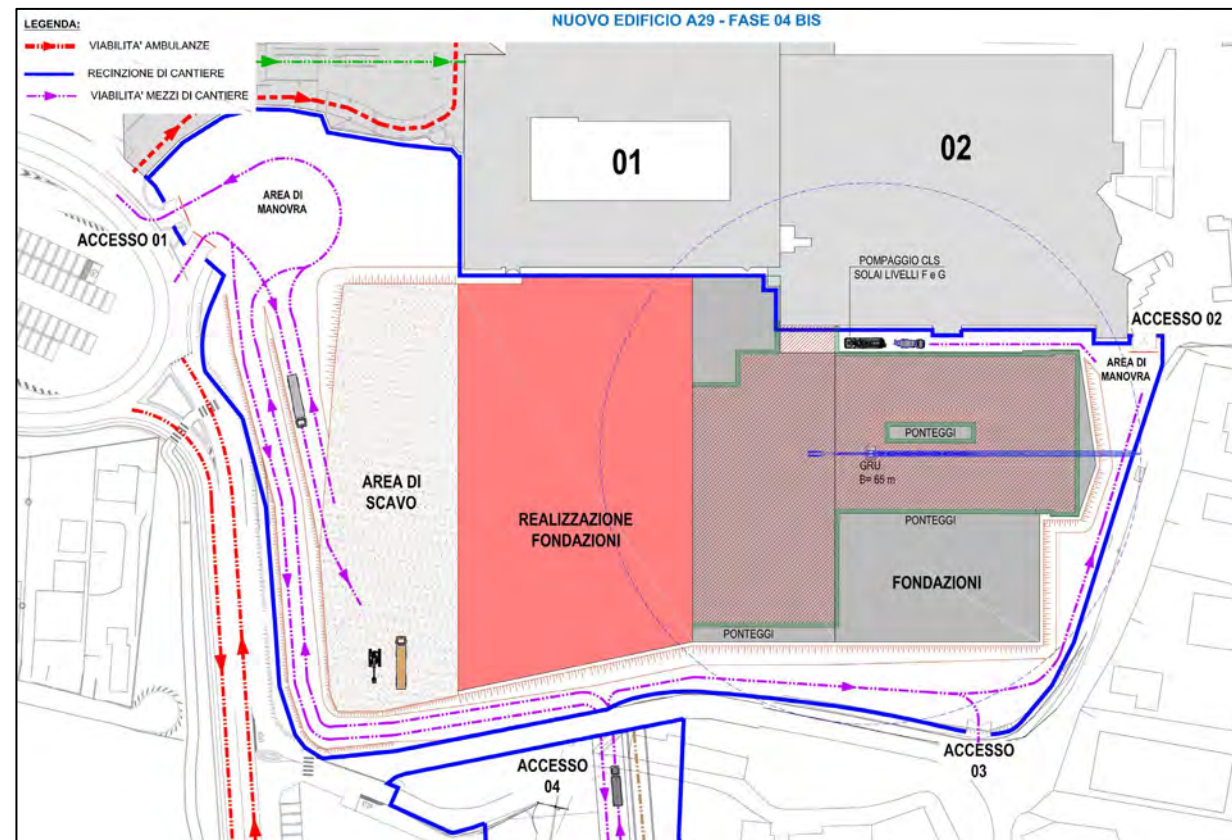 NUOVO EDIFICIO A29 - FASE 04 BIS
LEGENDA:
VIABILITA' AMBULANZE
RECINZIONE DI CANTIERE
VIABILITA' MEZZI DI CANTIERE
01
02
AREA DI
MANOVRA
ACCESSO 01
POMPAGGIO CLS
SOLAI LIVELLI F e G
ACCESSO 02
AREA DI
MANOVRA
PONTEGGI
GRU
B= 65 m
AREA DI
SCAVO
REALIZZAZIONE
FONDAZIONI
PONTEGGI
FONDAZIONI
PONTEGGI
ACCESSO
03
ACCESSO
04